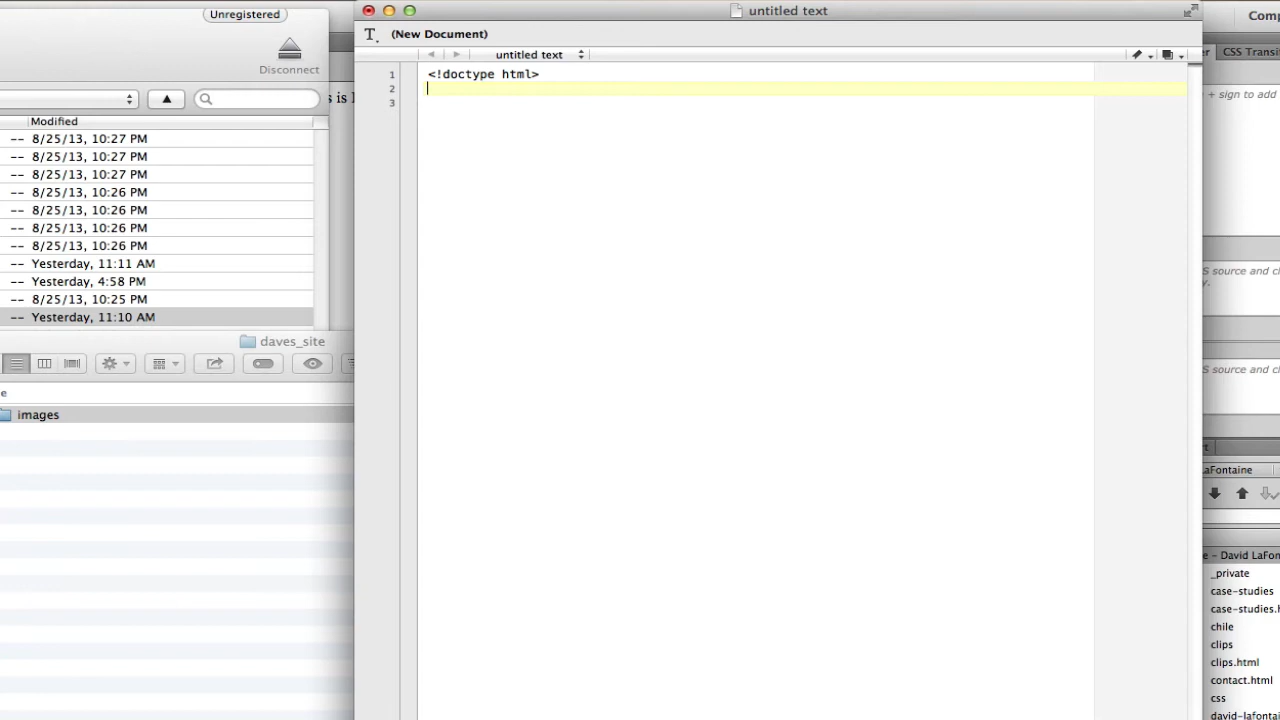 Unregistered
Disconnect
Modified
-- 8/25/13, 10:27 PM
-- 8/25/13, 10:27 PM
-- 8/25/13, 10:27 PM
-- 8/25/13, 10:26 PM
-- 8/25/13, 10:26 PM
-- 8/25/13, 10:26 PM
-- 8/25/13, 10:26 PM
-- Yesterday, 11:11 AM
-- Yesterday, 4:58 PM
-- 8/25/13, 10:25 PM
-- Yesterday, 11:10 AM
daves_site
images
untitled text
(New Document)
untitled text
1 <!doctype html>
2
3
Comp
CSS Transit
+ sign to add
S source and cl
S source and cl
LaFontaine
e - David LaFon
_private
case-studies
case-studies.h
chile
clips
clips.html
contact.html
css
david-lafontai